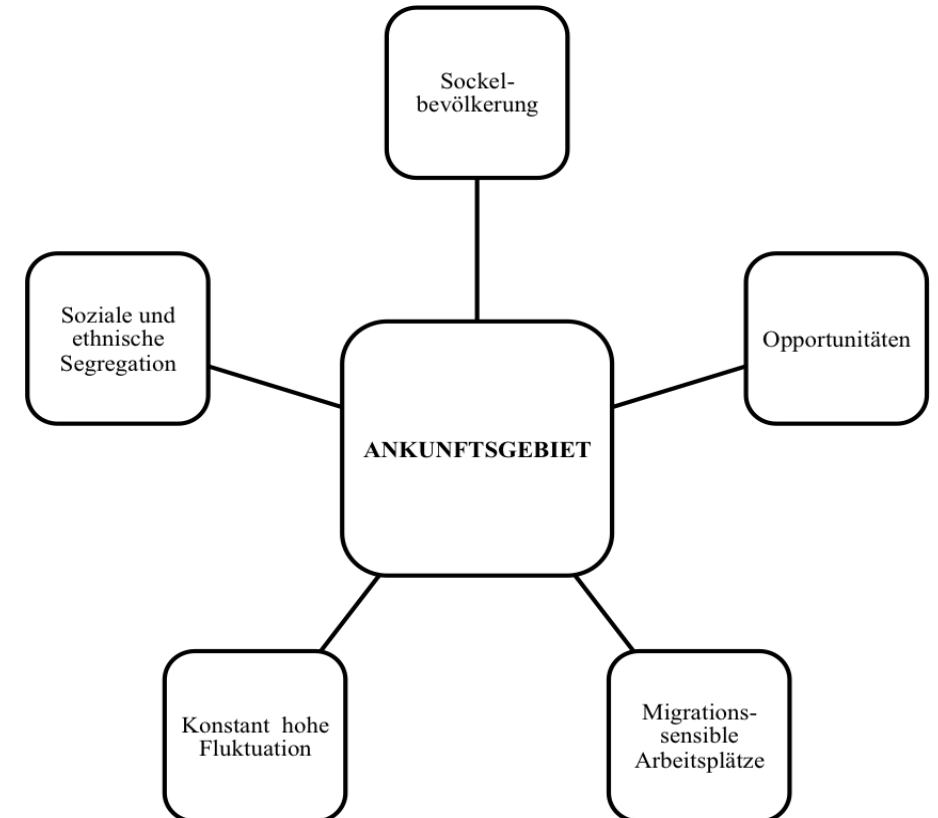 Sockel-
bevölkerung
Soziale und
ethnische
Segregation
Opportunitäten
ANKUNFTSGEBIET
Konstant hohe
Fluktuation
Migrations-
sensible
Arbeitsplätze